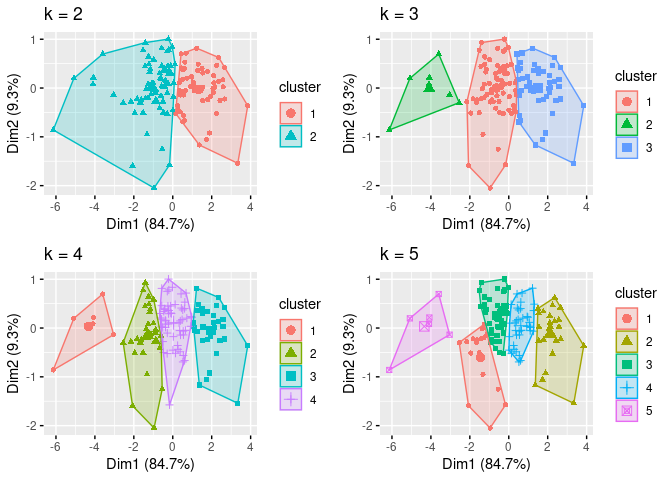 k = 2
1
0
-1
-2
Dim2 (9.3%)
-6 -4 -2 0 2 4
Dim1 (84.7%)
cluster
1
2
k = 3
1
0
-1
-2
Dim2 (9.3%)
-6 -4 -2 0 2 4
Dim1 (84.7%)
cluster
1
2
3
k = 4
1
0
-1
-2
Dim2 (9.3%)
-6 -4 -2 0 2 4
Dim1 (84.7%)
cluster
1
2
3
4
k = 5
1
0
-1
-2
Dim2 (9.3%)
-6 -4 -2 0 2 4
Dim1 (84.7%)
cluster
1
2
3
4
5